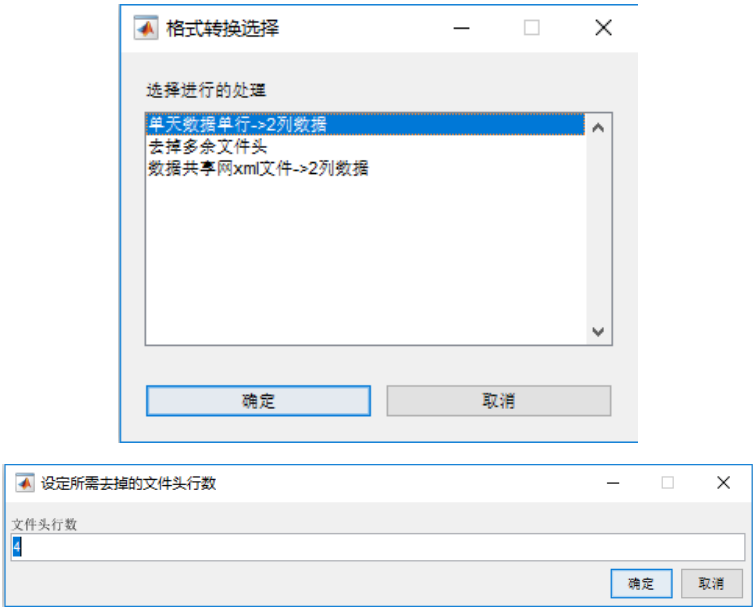 格式转换选择
选择进行的处理
单天数据单行->2列数据
去掉多余文件头
数据共享网xml文件->2列数据
确定
取消
设定所需去掉的文件头行数
文件头行数
4
确定
取消